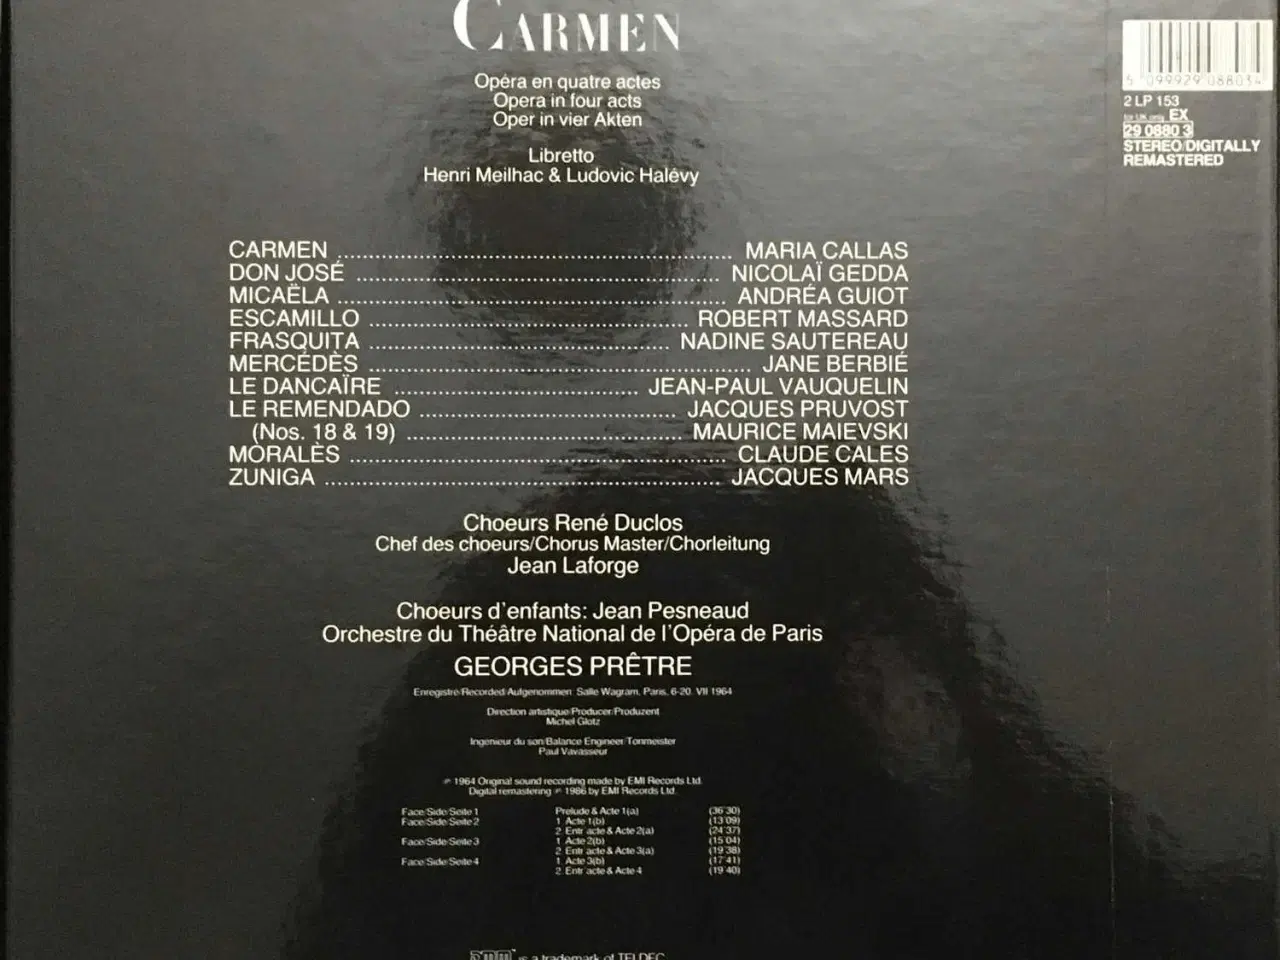 CARMEN
Opéra en quatre actes
Opera in four acts
Oper in vier Akten
Libretto
Henri Meilhac & Ludovic Halévy
5 099929 088034
2 LP 153
for UK only EX
29 0880 3
STEREO/DIGITALLY
REMASTERED
CARMEN MARIA CALLAS
DON JOSÉ NICOLAÏ GEDDA
MICAËLA ANDRÉA GUIOT
ESCAMILLO ROBERT MASSARD
FRASQUITA NADINE SAUTEREAU
MERCÉDÈS JANE BERBIÉ
LE DANCAÏRE JEAN-PAUL VAUQUELIN
LE REMENDADO JACQUES PRUVOST
(Nos. 18 & 19) MAURICE MAIEVSKI
MORALÈS CLAUDE CALES
ZUNIGA JACQUES MARS
Choeurs René Duclos
Chef des choeurs/Chorus Master/Chorleitung
Jean Laforge
Choeurs d'enfants: Jean Pesneaud
Orchestre du Théâtre National de l'Opéra de Paris
GEORGES PRÊTRE
Enregistré/Recorded/Aufgenommen: Salle Wagram, Paris, 6-20. VII 1964
Direction artistique/Producer/Produzent
Michel Glotz
Ingenieur du son/Balance Engineer/Tonmeister
Paul Vavasseur
℗ 1964 Original sound recording made by EMI Records Ltd.
Digital remastering ℗ 1986 by EMI Records Ltd.
Face/Side/Seite 1 Prelude & Acte 1(a) (36'30)
Face/Side/Seite 2 1. Acte 1(b) (13'09)
2. Entr'acte & Acte 2(a) (24'37)
Face/Side/Seite 3 1. Acte 2(b) (15'04)
2. Entr'acte & Acte 3(a) (19'38)
Face/Side/Seite 4 1. Acte 3(b) (17'41)
2. Entr'acte & Acte 4 (19'40)
is a trademark of TELDEC